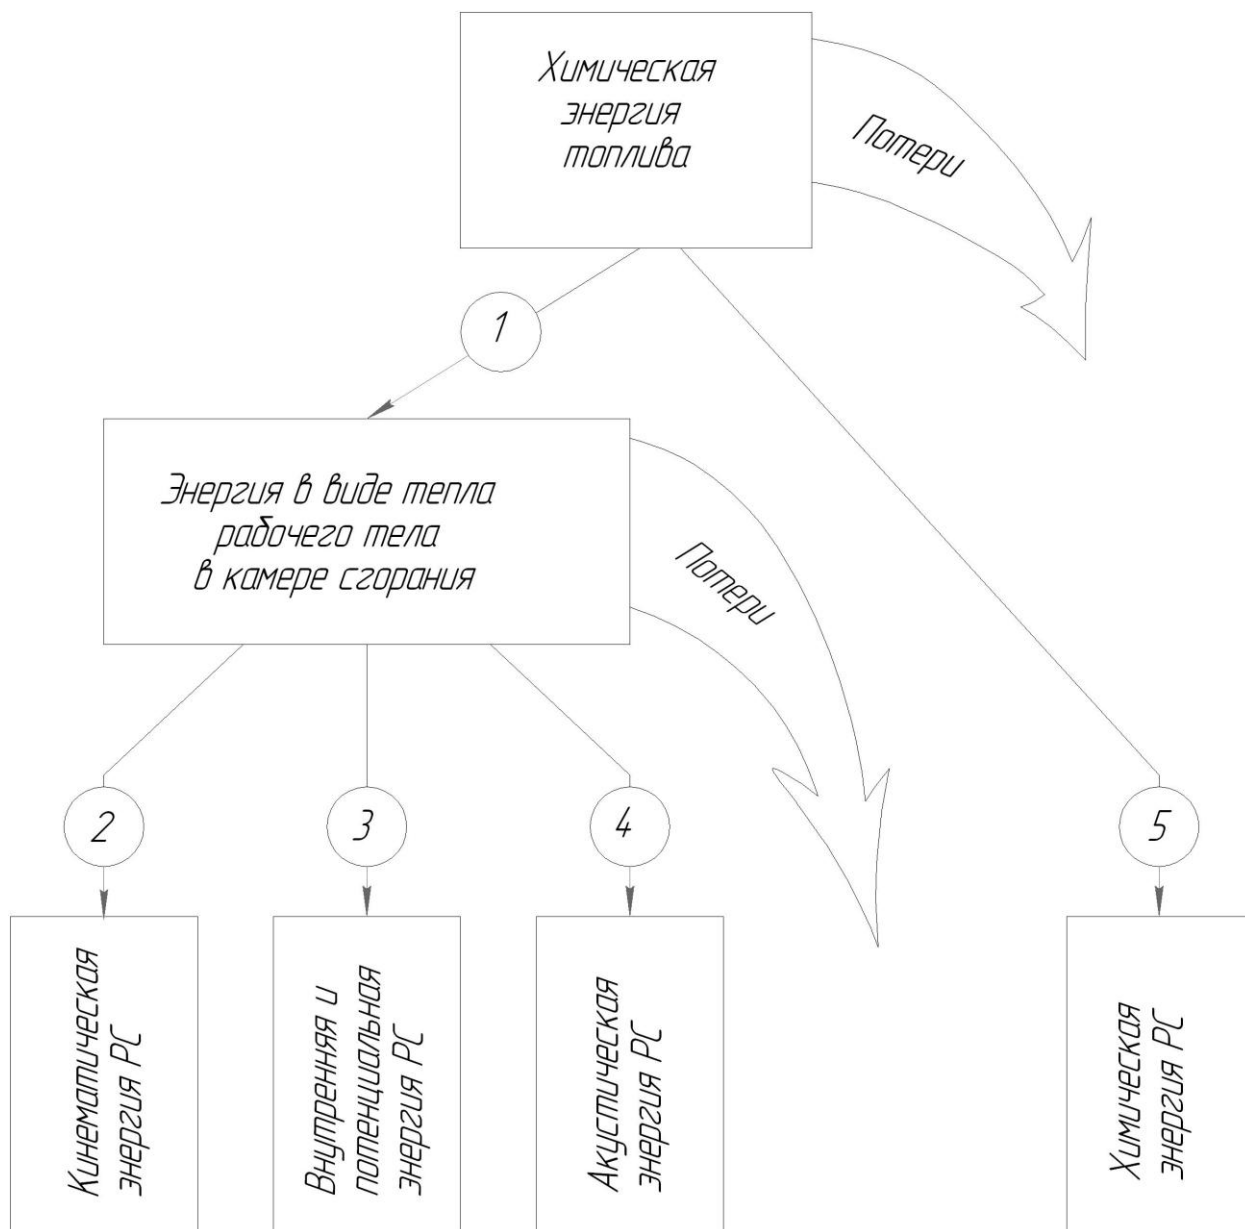 Химическая
энергия
топлива
Потери
1
Энергия в виде тепла
рабочего тела
в камере сгорания
Потери
2
3
4
5
Кинематическая
энергия РС
Внутренняя и
потенциальная
энергия РС
Акустическая
энергия РС
Химическая
энергия РС